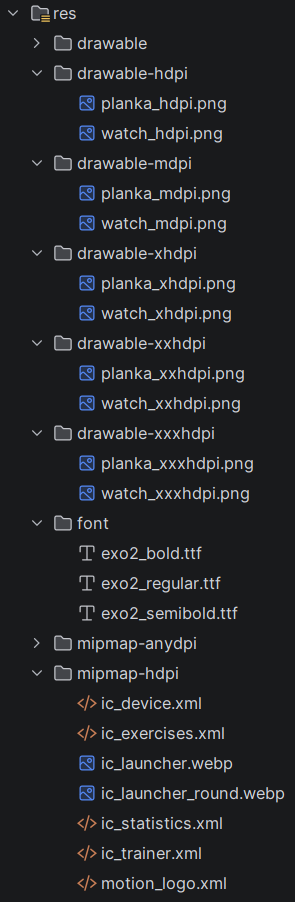 res
drawable
drawable-hdpi
planka_hdpi.png
watch_hdpi.png
drawable-mdpi
planka_mdpi.png
watch_mdpi.png
drawable-xhdpi
planka_xhdpi.png
watch_xhdpi.png
drawable-xxhdpi
planka_xxhdpi.png
watch_xxhdpi.png
drawable-xxxhdpi
planka_xxxhdpi.png
watch_xxxhdpi.png
font
exo2_bold.ttf
exo2_regular.ttf
exo2_semibold.ttf
mipmap-anydpi
mipmap-hdpi
ic_device.xml
ic_exercises.xml
ic_launcher.webp
ic_launcher_round.webp
ic_statistics.xml
ic_trainer.xml
motion_logo.xml